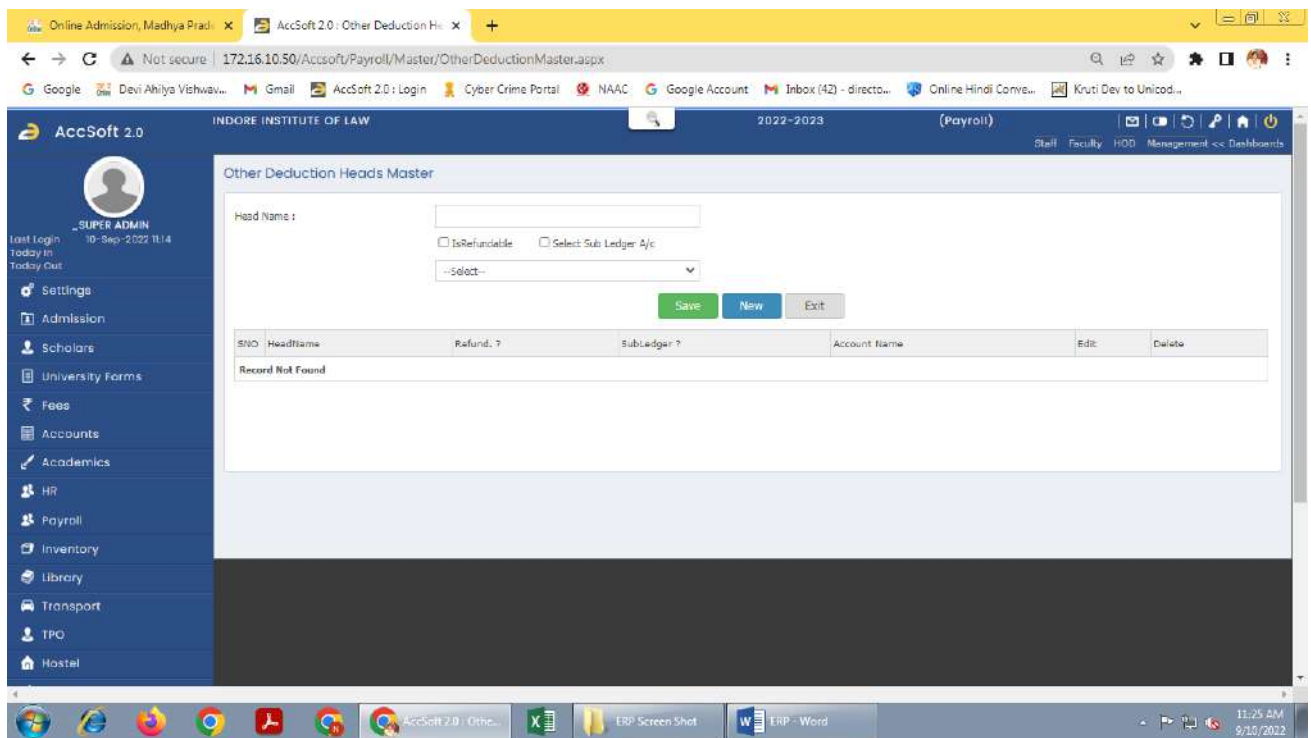 Online Admission, Madhya Prade
AccSoft 2.0 : Other Deduction He
Not secure | 172.16.10.50/Accsoft/Payroll/Master/OtherDeductionMaster.aspx
Google Devi Ahilya Vishwav... Gmail AccSoft 2.0 : Login Cyber Crime Portal NAAC Google Account Inbox (42) - directo... Online Hindi Conve... Kruti Dev to Unicod...
AccSoft 2.0
INDORE INSTITUTE OF LAW 2022-2023 (Payroll)
Staff Faculty HOD Management << Dashboards
_SUPER ADMIN
Last Login 10-Sep-2022 11:14
Today In
Today Out
Settings
Admission
Scholars
University Forms
Fees
Accounts
Academics
HR
Payroll
Inventory
Library
Transport
TPO
Hostel
Other Deduction Heads Master
Head Name :
IsRefundable Select Sub Ledger A/c
--Select--
Save New Exit
SNO HeadName Refund. ? SubLedger ? Account Name Edit Delete
Record Not Found
AccSoft 2.0 : Othe... ERP Screen Shot ERP - Word
11:25 AM
9/10/2022